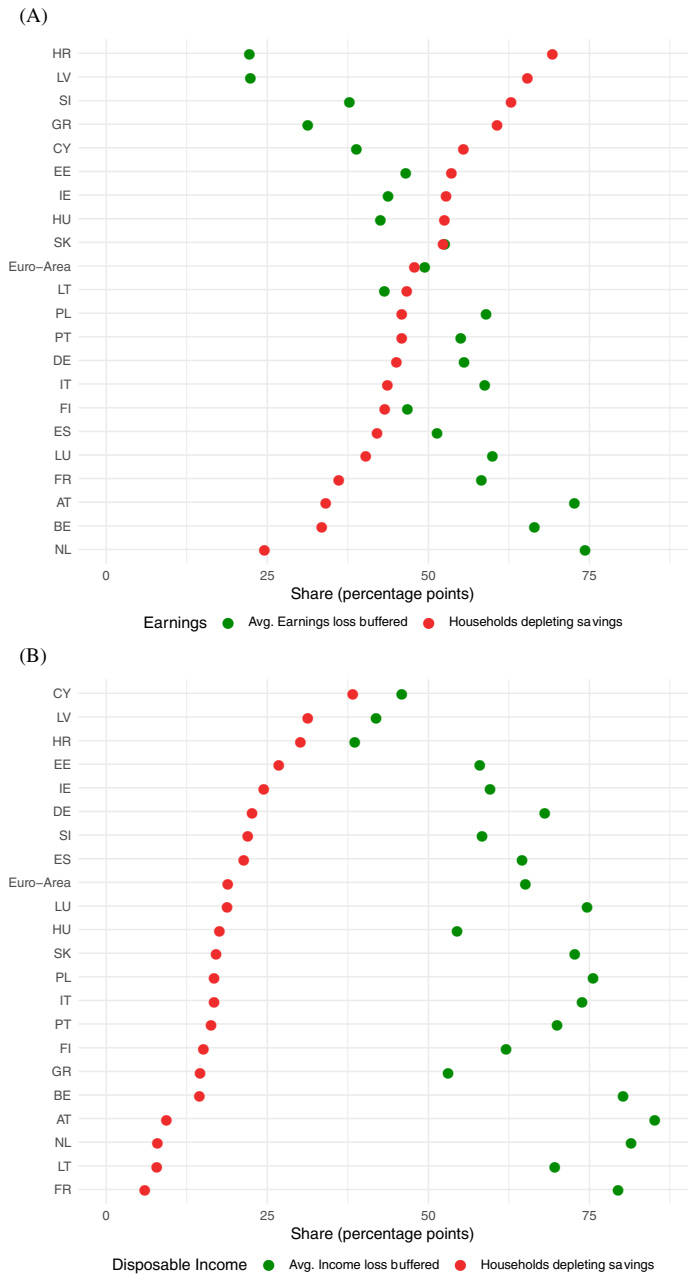 (A)
HR
LV
SI
GR
CY
EE
IE
HU
SK
Euro−Area
LT
PL
PT
DE
IT
FI
ES
LU
FR
AT
BE
NL
0 25 50 75
Share (percentage points)
Earnings Avg. Earnings loss buffered Households depleting savings
(B)
CY
LV
HR
EE
IE
DE
SI
ES
Euro−Area
LU
HU
SK
PL
IT
PT
FI
GR
BE
AT
NL
LT
FR
0 25 50 75
Share (percentage points)
Disposable Income Avg. Income loss buffered Households depleting savings